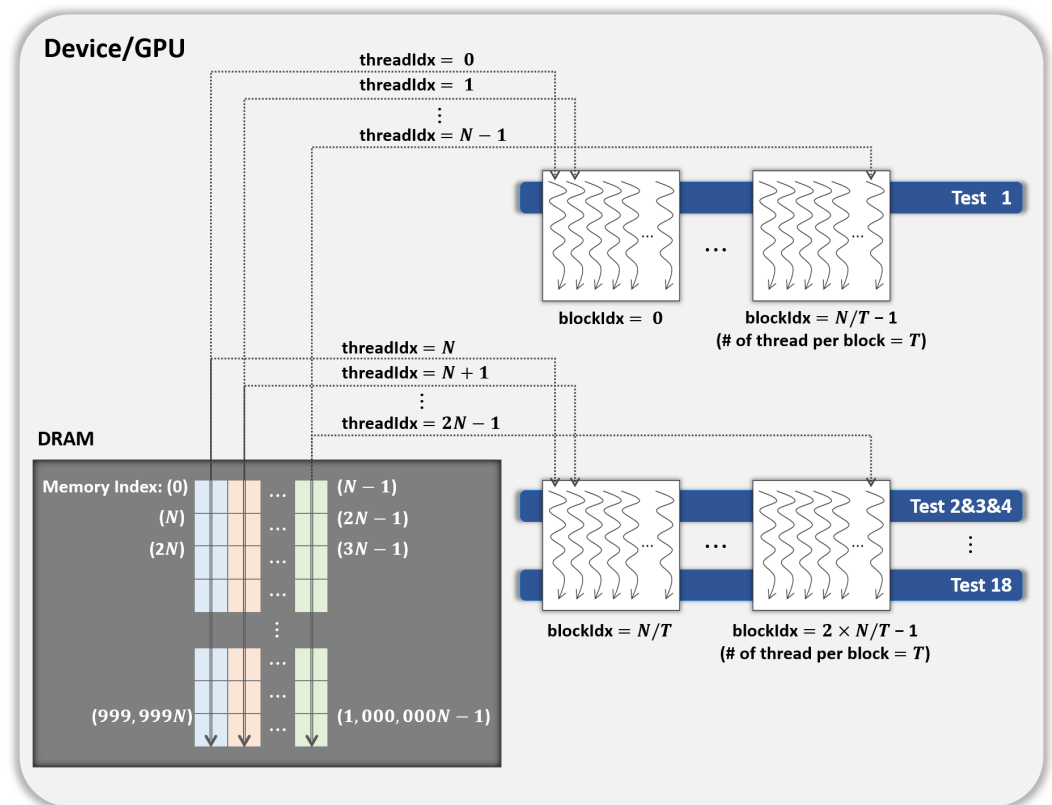 Device/GPU
threadIdx = 0
threadIdx = 1
⋮
threadIdx = N − 1
Test 1
... ...
...
blockIdx = 0
blockIdx = N/T − 1
(# of thread per block = T)
threadIdx = N
threadIdx = N + 1
⋮
threadIdx = 2N − 1
DRAM
Memory Index: (0) ... (N − 1)
(N) ... (2N − 1)
(2N) ... (3N − 1)
...
⋮
...
...
(999,999N) ... (1,000,000N − 1)
Test 2&3&4
... ... ...
⋮
Test 18
blockIdx = N/T
blockIdx = 2 × N/T − 1
(# of thread per block = T)